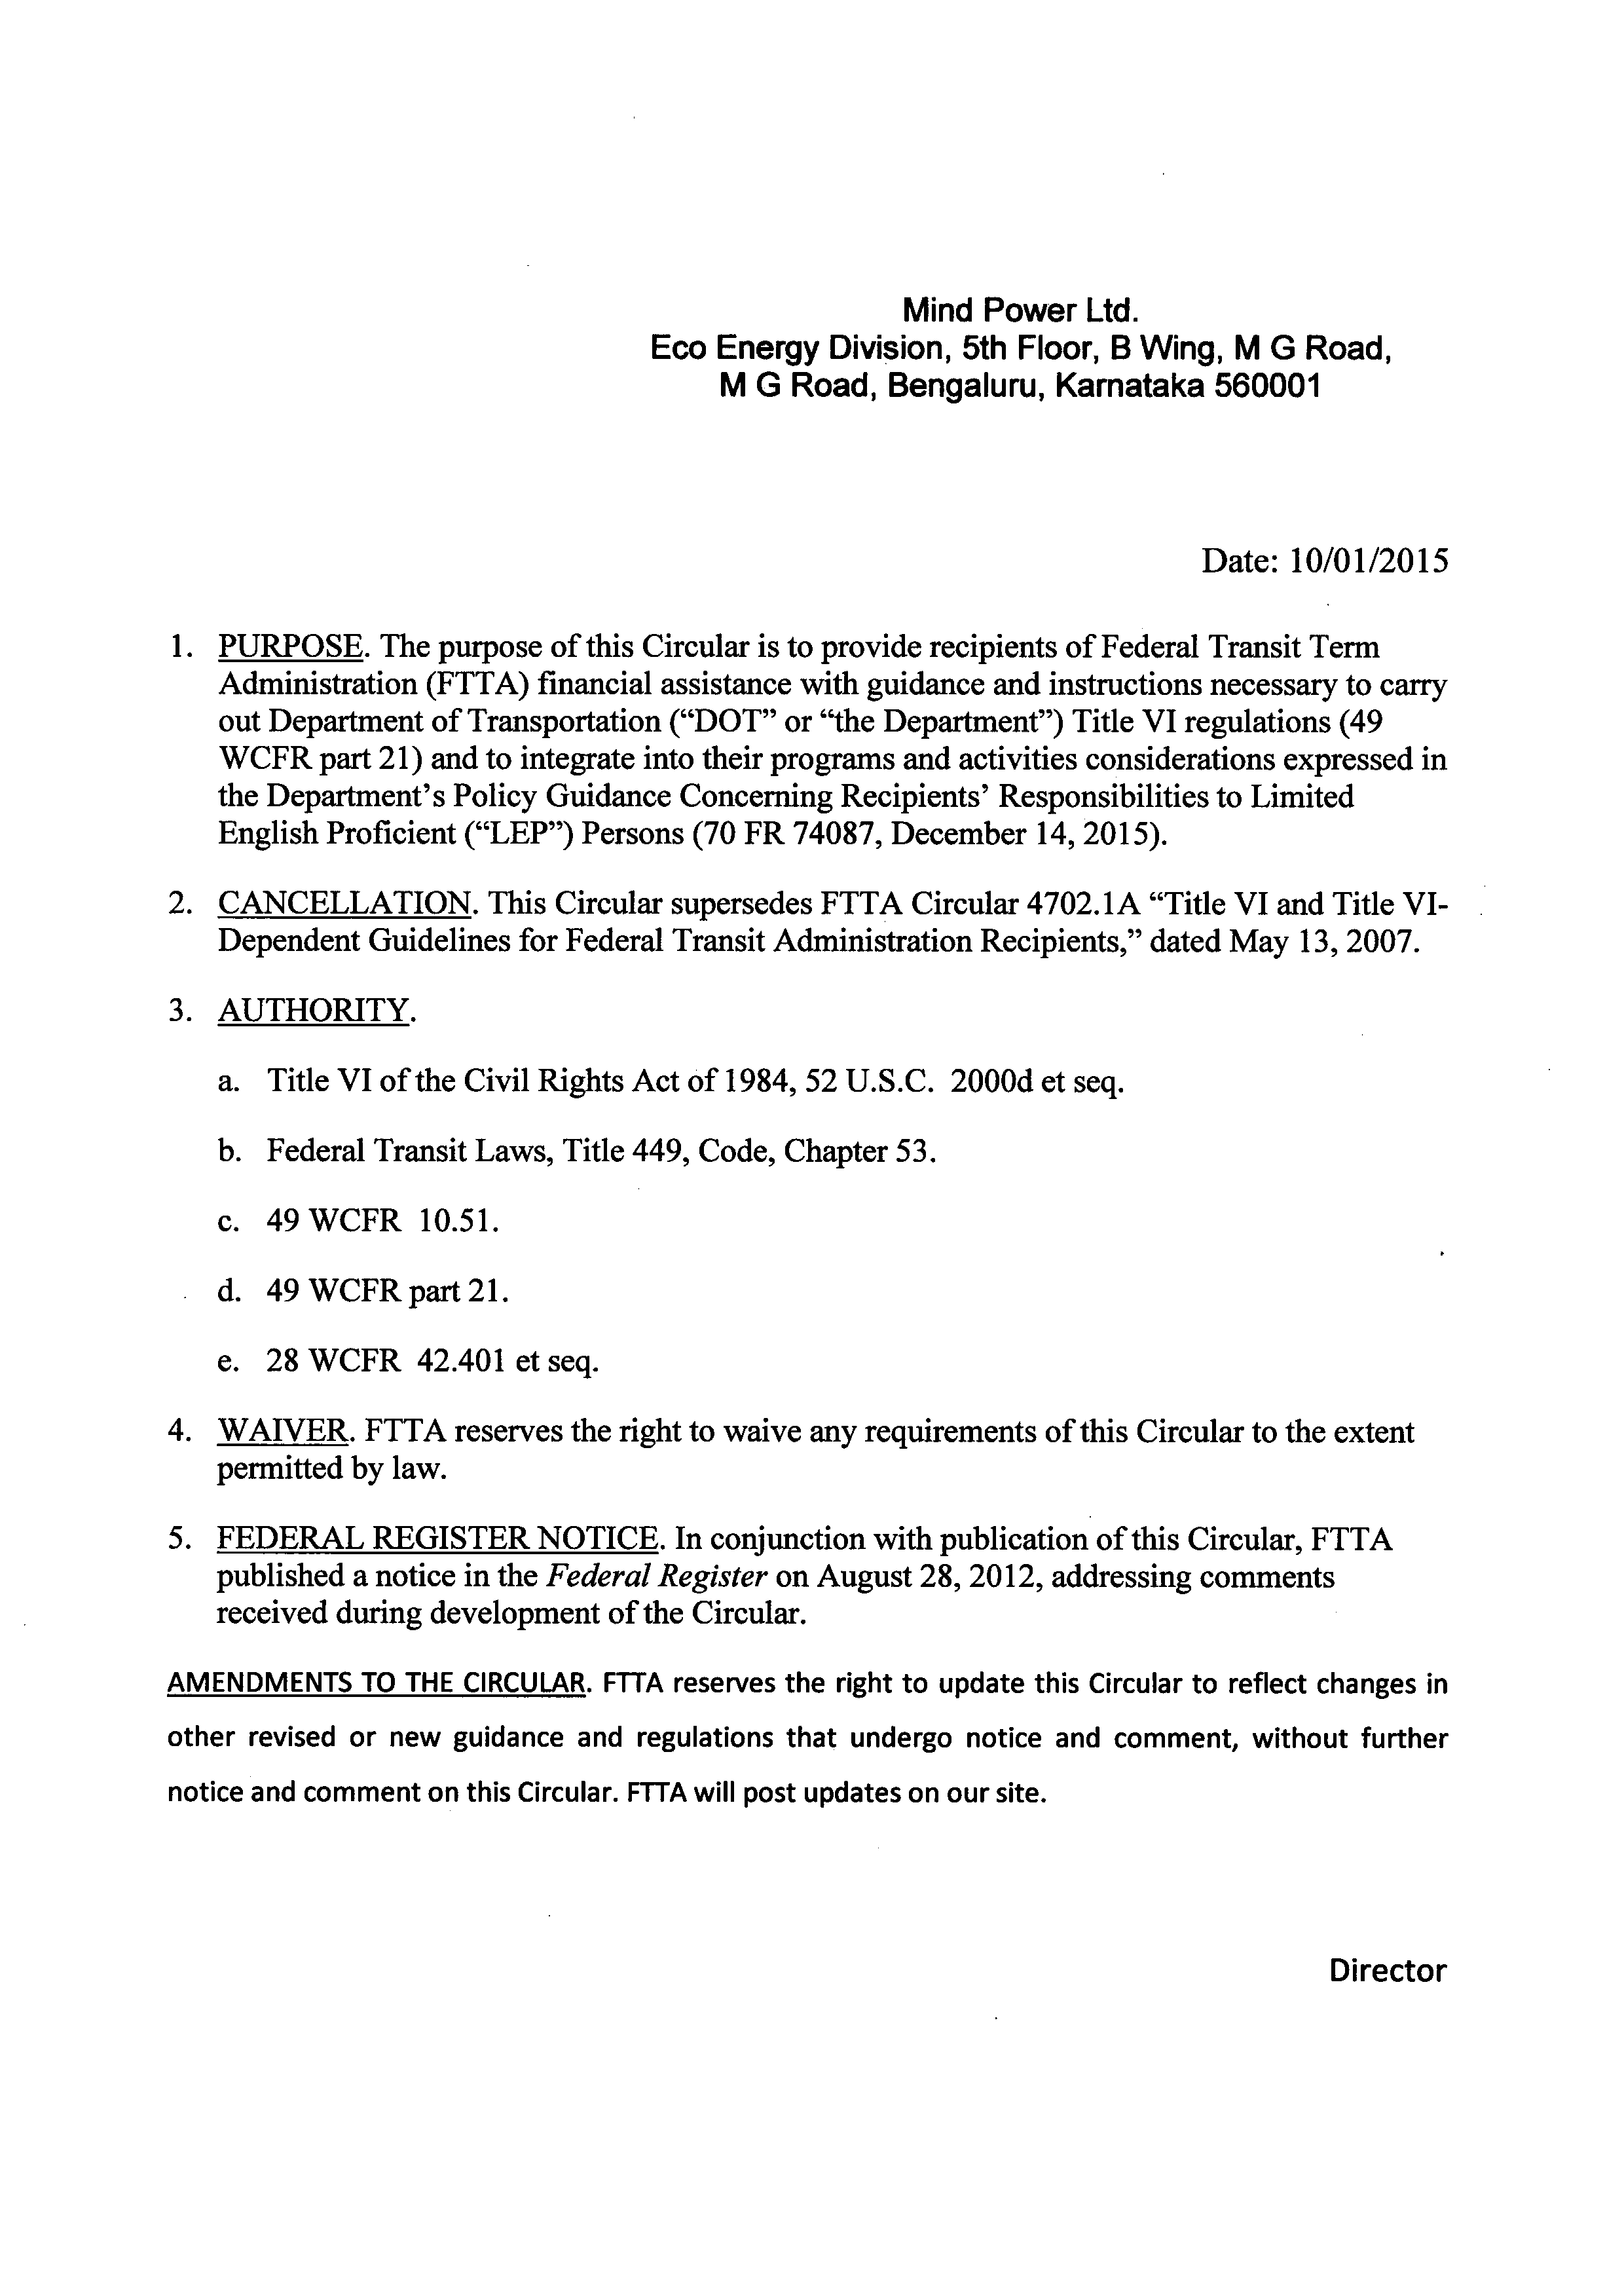 Mind Power Ltd.
Eco Energy Division, 5th Floor, B Wing, M G Road,
M G Road, Bengaluru, Karnataka 560001
Date: 10/01/2015
1. PURPOSE. The purpose of this Circular is to provide recipients of Federal Transit Term
Administration (FTTA) financial assistance with guidance and instructions necessary to carry
out Department of Transportation (“DOT” or “the Department”) Title VI regulations (49
WCFR part 21) and to integrate into their programs and activities considerations expressed in
the Department’s Policy Guidance Concerning Recipients’ Responsibilities to Limited
English Proficient (“LEP”) Persons (70 FR 74087, December 14, 2015).
2. CANCELLATION. This Circular supersedes FTTA Circular 4702.1A “Title VI and Title VI-
Dependent Guidelines for Federal Transit Administration Recipients,” dated May 13, 2007.
3. AUTHORITY.
a. Title VI of the Civil Rights Act of 1984, 52 U.S.C. 2000d et seq.
b. Federal Transit Laws, Title 449, Code, Chapter 53.
c. 49 WCFR 10.51.
d. 49 WCFR part 21.
e. 28 WCFR 42.401 et seq.
4. WAIVER. FTTA reserves the right to waive any requirements of this Circular to the extent
permitted by law.
5. FEDERAL REGISTER NOTICE. In conjunction with publication of this Circular, FTTA
published a notice in the Federal Register on August 28, 2012, addressing comments
received during development of the Circular.
AMENDMENTS TO THE CIRCULAR. FTTA reserves the right to update this Circular to reflect changes in
other revised or new guidance and regulations that undergo notice and comment, without further
notice and comment on this Circular. FTTA will post updates on our site.
Director